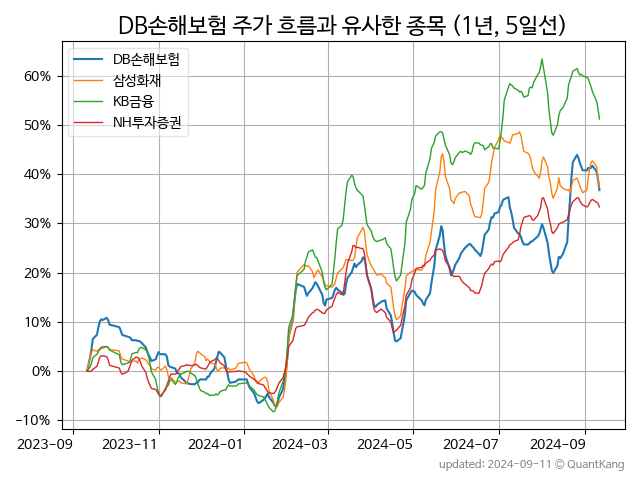 DB손해보험 주가 흐름과 유사한 종목 (1년, 5일선)
DB손해보험
삼성화재
KB금융
NH투자증권
60%
50%
40%
30%
20%
10%
0%
−10%
2023-09
2023-11
2024-01
2024-03
2024-05
2024-07
2024-09
updated: 2024-09-11 © QuantKang